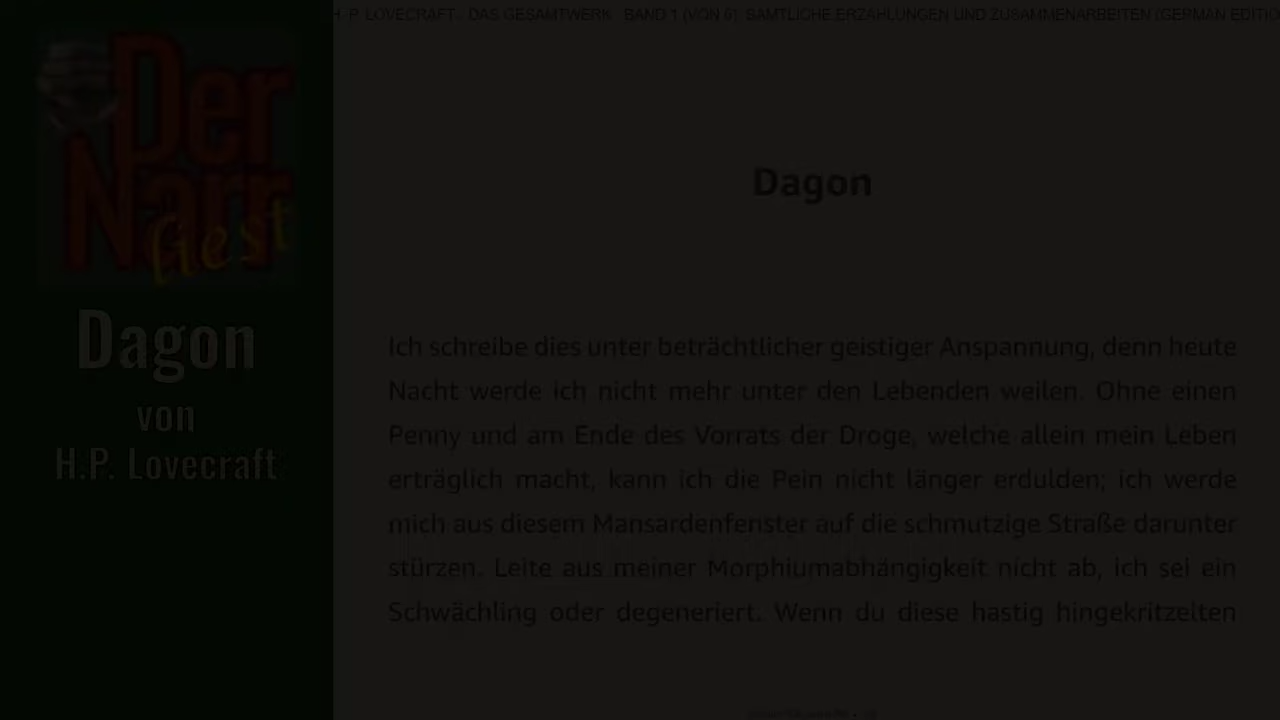 H. P. LOVECRAFT - DAS GESAMTWERK BAND 1 (VON 6): SÄMTLICHE ERZÄHLUNGEN UND ZUSAMMENARBEITEN (GERMAN EDITIO
Der
Narr
liest
Dagon
von
H.P. Lovecraft
Dagon
Ich schreibe dies unter beträchtlicher geistiger Anspannung, denn heute
Nacht werde ich nicht mehr unter den Lebenden weilen. Ohne einen
Penny und am Ende des Vorrats der Droge, welche allein mein Leben
erträglich macht, kann ich die Pein nicht länger erdulden; ich werde
mich aus diesem Mansardenfenster auf die schmutzige Straße darunter
stürzen. Leite aus meiner Morphiumabhängigkeit nicht ab, ich sei ein
Schwächling oder degeneriert. Wenn du diese hastig hingekritzelten